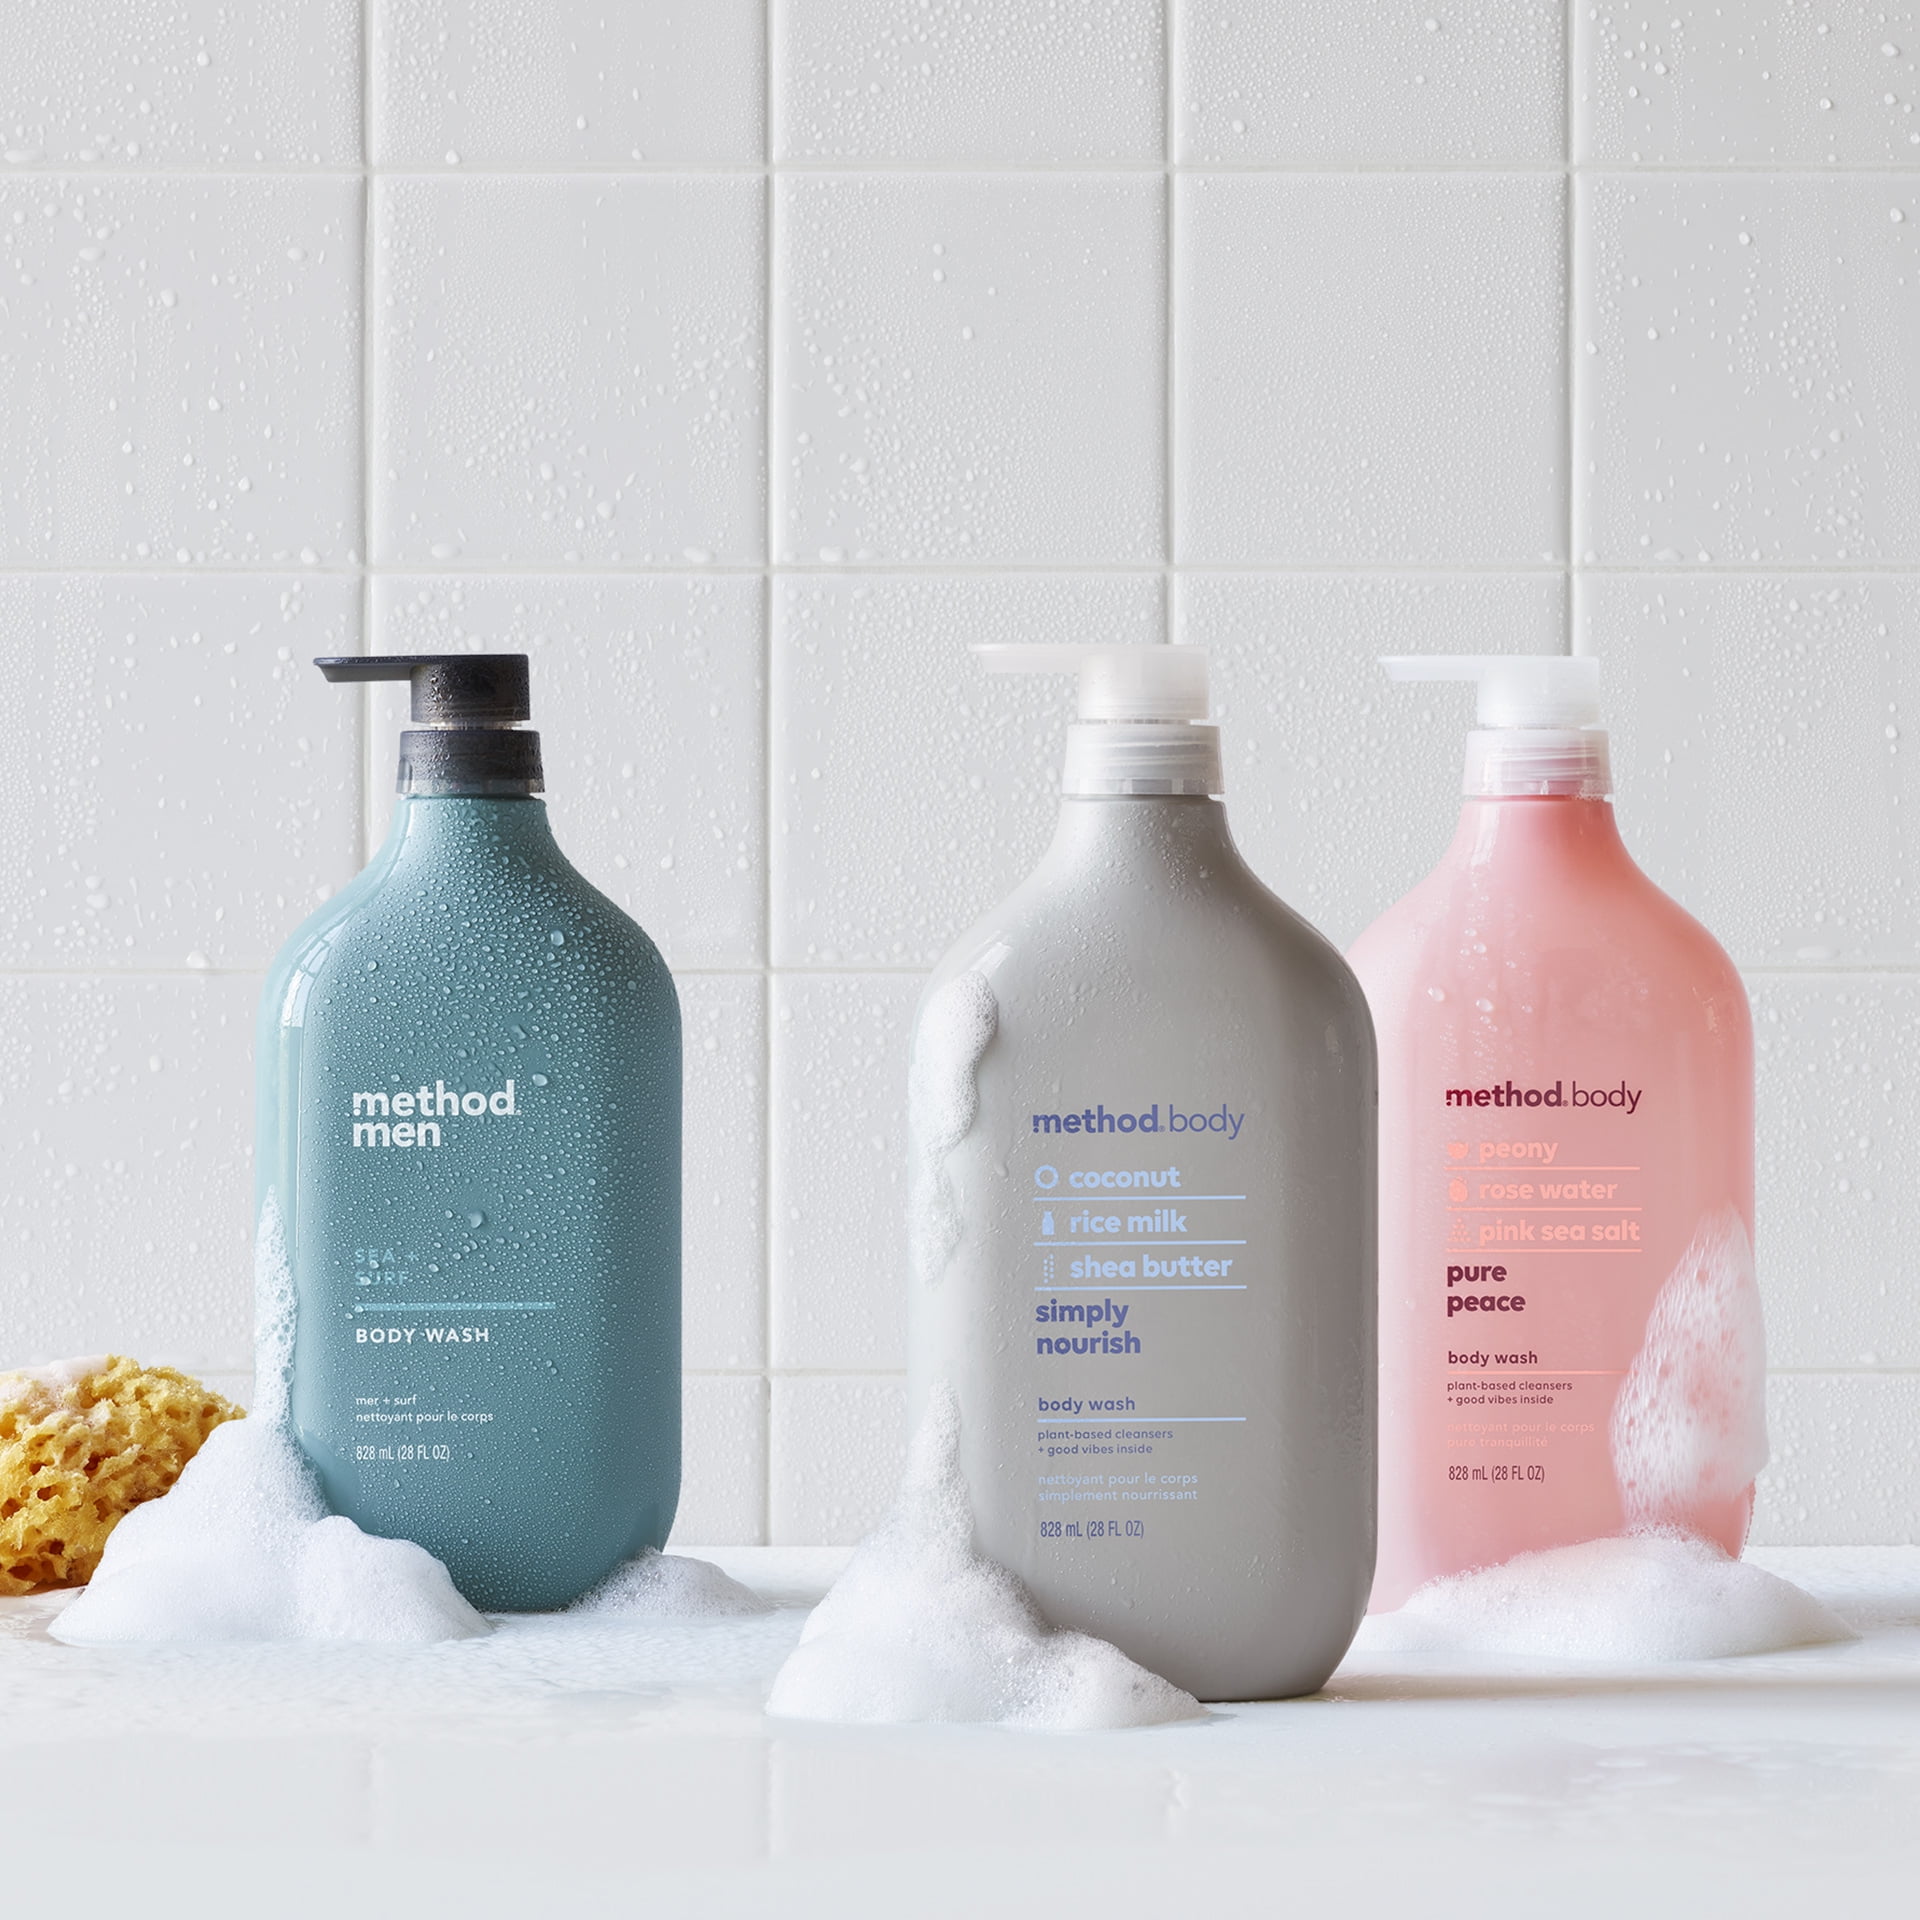 method
men
SEA +
SURF
BODY WASH
mer + surf
nettoyant pour le corps
828 mL (28 FL OZ)
method® body
coconut
rice milk
shea butter
simply
nourish
body wash
plant-based cleansers
+ good vibes inside
nettoyant pour le corps
simplement nourrissant
828 mL (28 FL OZ)
method® body
peony
rose water
pink sea salt
pure
peace
body wash
plant-based cleansers
+ good vibes inside
nettoyant pour le corps
pure tranquillité
828 mL (28 FL OZ)